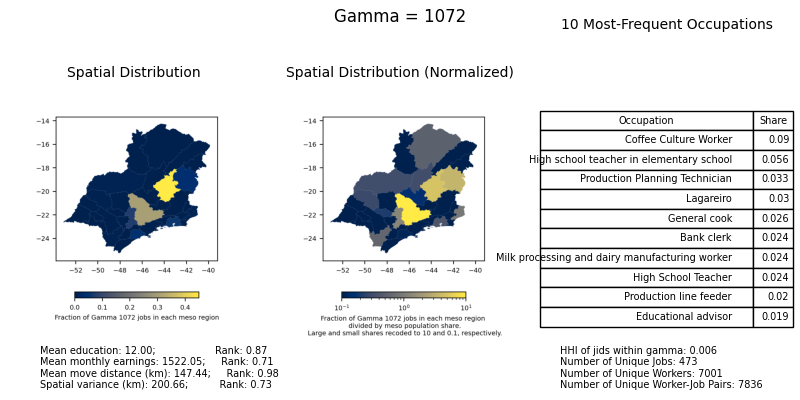 Gamma = 1072
10 Most-Frequent Occupations
Spatial Distribution
Spatial Distribution (Normalized)
−14
−16
−18
−20
−22
−24
−52 −50 −48 −46 −44 −42 −40
0.0 0.1 0.2 0.3 0.4
Fraction of Gamma 1072 jobs in each meso region
−14
−16
−18
−20
−22
−24
−52 −50 −48 −46 −44 −42 −40
10⁻¹ 10⁰ 10¹
Fraction of Gamma 1072 jobs in each meso region
divided by meso population share.
Large and small shares recoded to 10 and 0.1, respectively.
Occupation Share
Coffee Culture Worker 0.09
High school teacher in elementary school 0.056
Production Planning Technician 0.033
Lagareiro 0.03
General cook 0.026
Bank clerk 0.024
Milk processing and dairy manufacturing worker 0.024
High School Teacher 0.024
Production line feeder 0.02
Educational advisor 0.019
Mean education: 12.00; Rank: 0.87
Mean monthly earnings: 1522.05; Rank: 0.71
Mean move distance (km): 147.44; Rank: 0.98
Spatial variance (km): 200.66; Rank: 0.73
HHI of jids within gamma: 0.006
Number of Unique Jobs: 473
Number of Unique Workers: 7001
Number of Unique Worker-Job Pairs: 7836